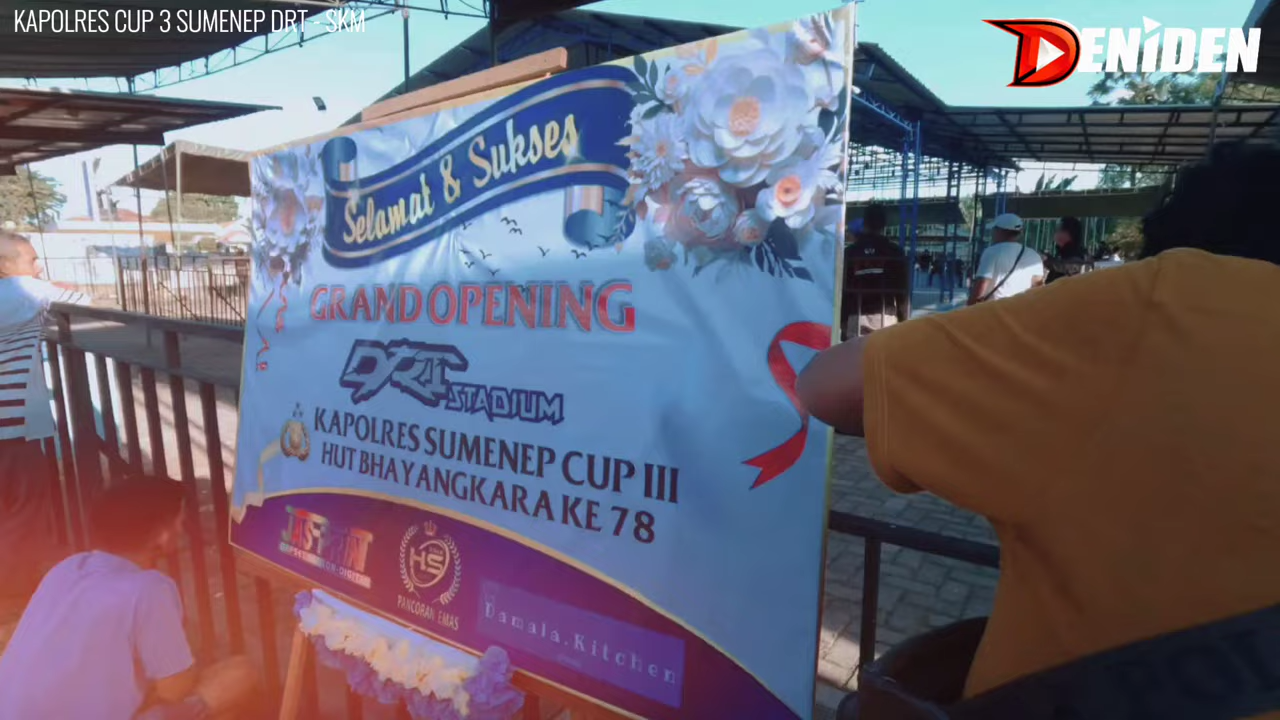 KAPOLRES CUP 3 SUMENEP DRT - SKM
DENIDEN
Selamat & Sukses
GRAND OPENING
DRT STADIUM
KAPOLRES SUMENEP CUP III
HUT BHAYANGKARA KE 78
HS
PANCORAN EMAS
Damala.Kitchen